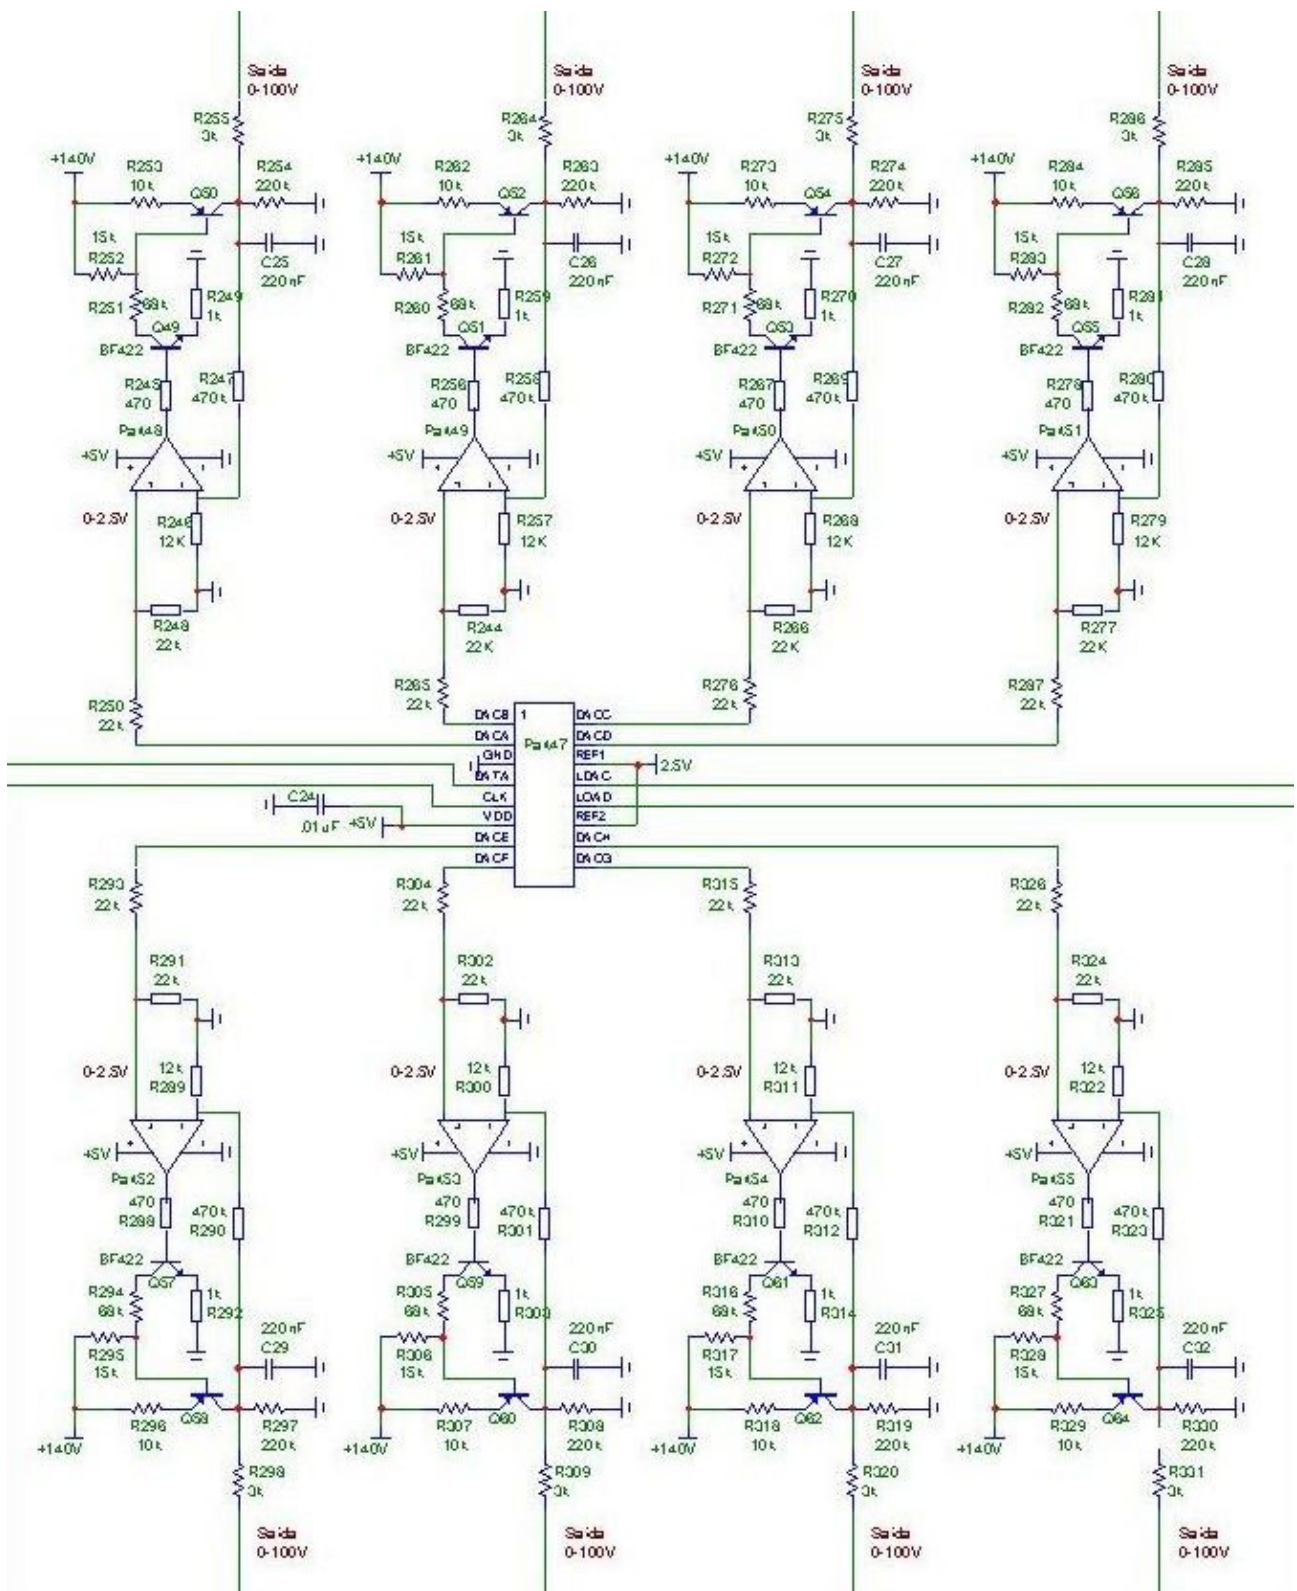 Saida
0-100V
Saida
0-100V
Saida
0-100V
Saida
0-100V
R255
3k
R264
3k
R275
3k
R286
3k
+140V
R253
10k
Q50
R254
220k
+140V
R262
10k
Q52
R263
220k
+140V
R273
10k
Q54
R274
220k
+140V
R284
10k
Q56
R285
220k
15k
R252
C25
220nF
15k
R261
C26
220nF
15k
R272
C27
220nF
15k
R283
C28
220nF
R251
68k
R249
1k
R260
68k
R259
1k
R271
68k
R270
1k
R282
68k
R281
1k
Q49
BF422
Q51
BF422
Q53
BF422
Q55
BF422
R245
470
R247
470k
R256
470
R258
470k
R267
470
R269
470k
R278
470
R280
470k
Part48
+5V
Part49
+5V
Part50
+5V
Part51
+5V
0-2.5V
R246
12K
0-2.5V
R257
12K
0-2.5V
R268
12K
0-2.5V
R279
12K
R248
22k
R244
22K
R266
22K
R277
22K
R250
22k
R265
22k
R276
22k
R287
22k
DACB
1
DACC
DACA
Part47
DACD
GND
REF1
2.5V
DATA
LDAC
C24
CLK
LOAD
.01uF
+5V
VDD
REF2
DACE
DACH
DACF
DACG
R293
22k
R304
22k
R315
22k
R326
22k
R291
22k
R302
22k
R313
22k
R324
22k
0-2.5V
12k
R289
0-2.5V
12k
R300
0-2.5V
12k
R311
0-2.5V
12k
R322
+5V
Part52
+5V
Part53
+5V
Part54
+5V
Part55
470
R288
470k
R290
470
R299
470k
R301
470
R310
470k
R312
470
R321
470k
R323
BF422
Q57
BF422
Q59
BF422
Q61
BF422
Q63
R294
68k
1k
R292
R305
68k
1k
R303
R316
68k
1k
R314
R327
68k
1k
R325
R295
15k
220nF
C29
R306
15k
220nF
C30
R317
15k
220nF
C31
R328
15k
220nF
C32
+140V
R296
10k
Q58
R297
220k
+140V
R307
10k
Q60
R308
220k
+140V
R318
10k
Q62
R319
220k
+140V
R329
10k
Q64
R330
220k
R298
3k
R309
3k
R320
3k
R331
3k
Saida
0-100V
Saida
0-100V
Saida
0-100V
Saida
0-100V